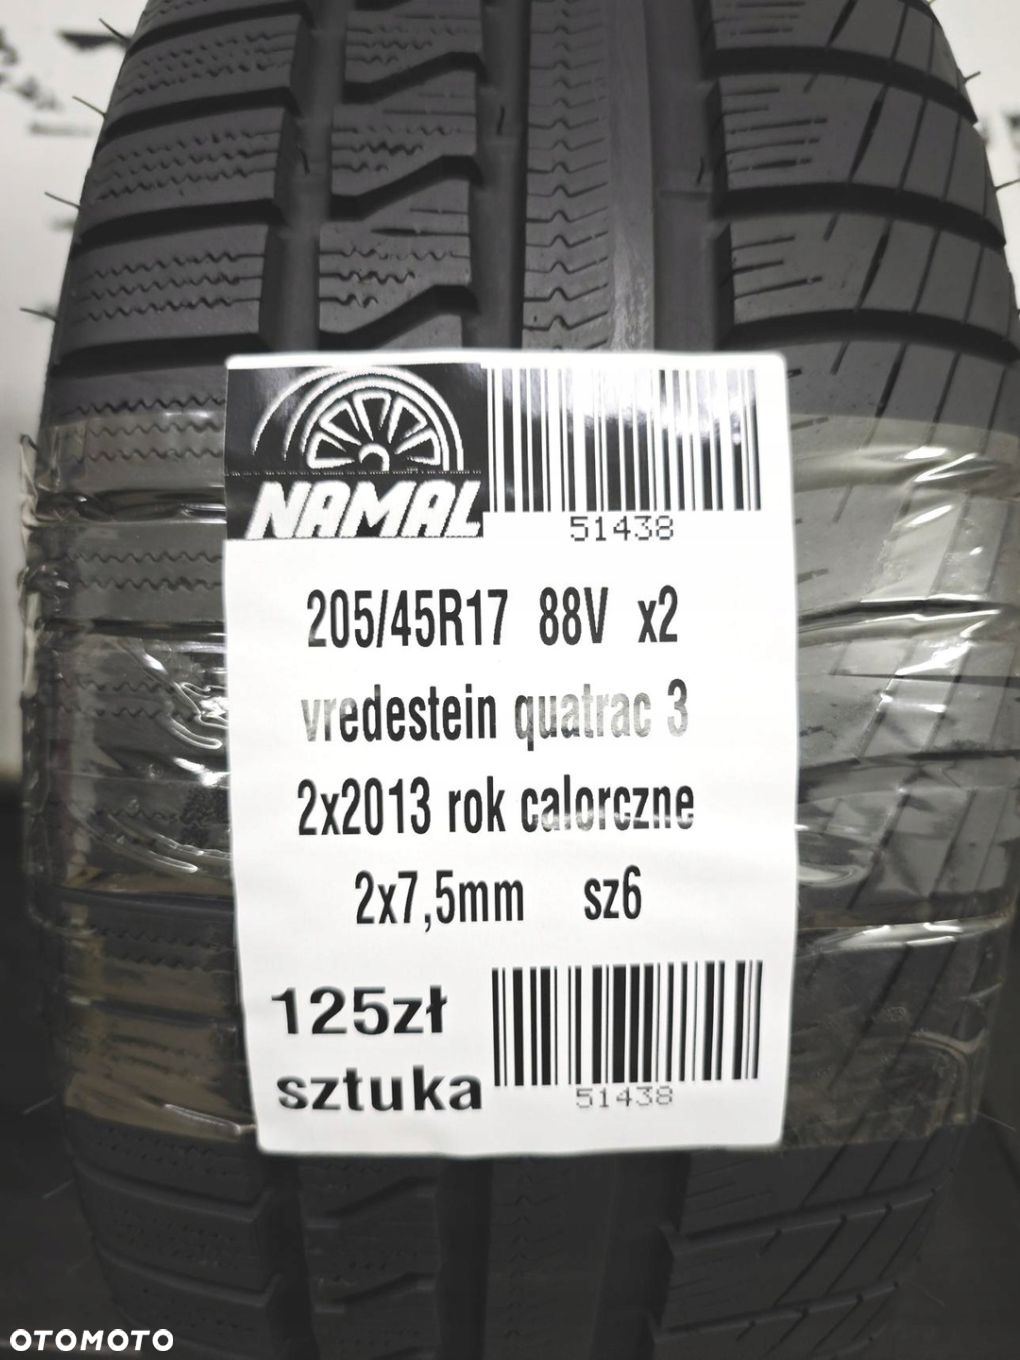 NAMAL
51438
205/45R17 88V x2
vredestein quatrac 3
2x2013 rok calorczne
2x7,5mm sz6
125zł
sztuka
51438
OTOMOTO